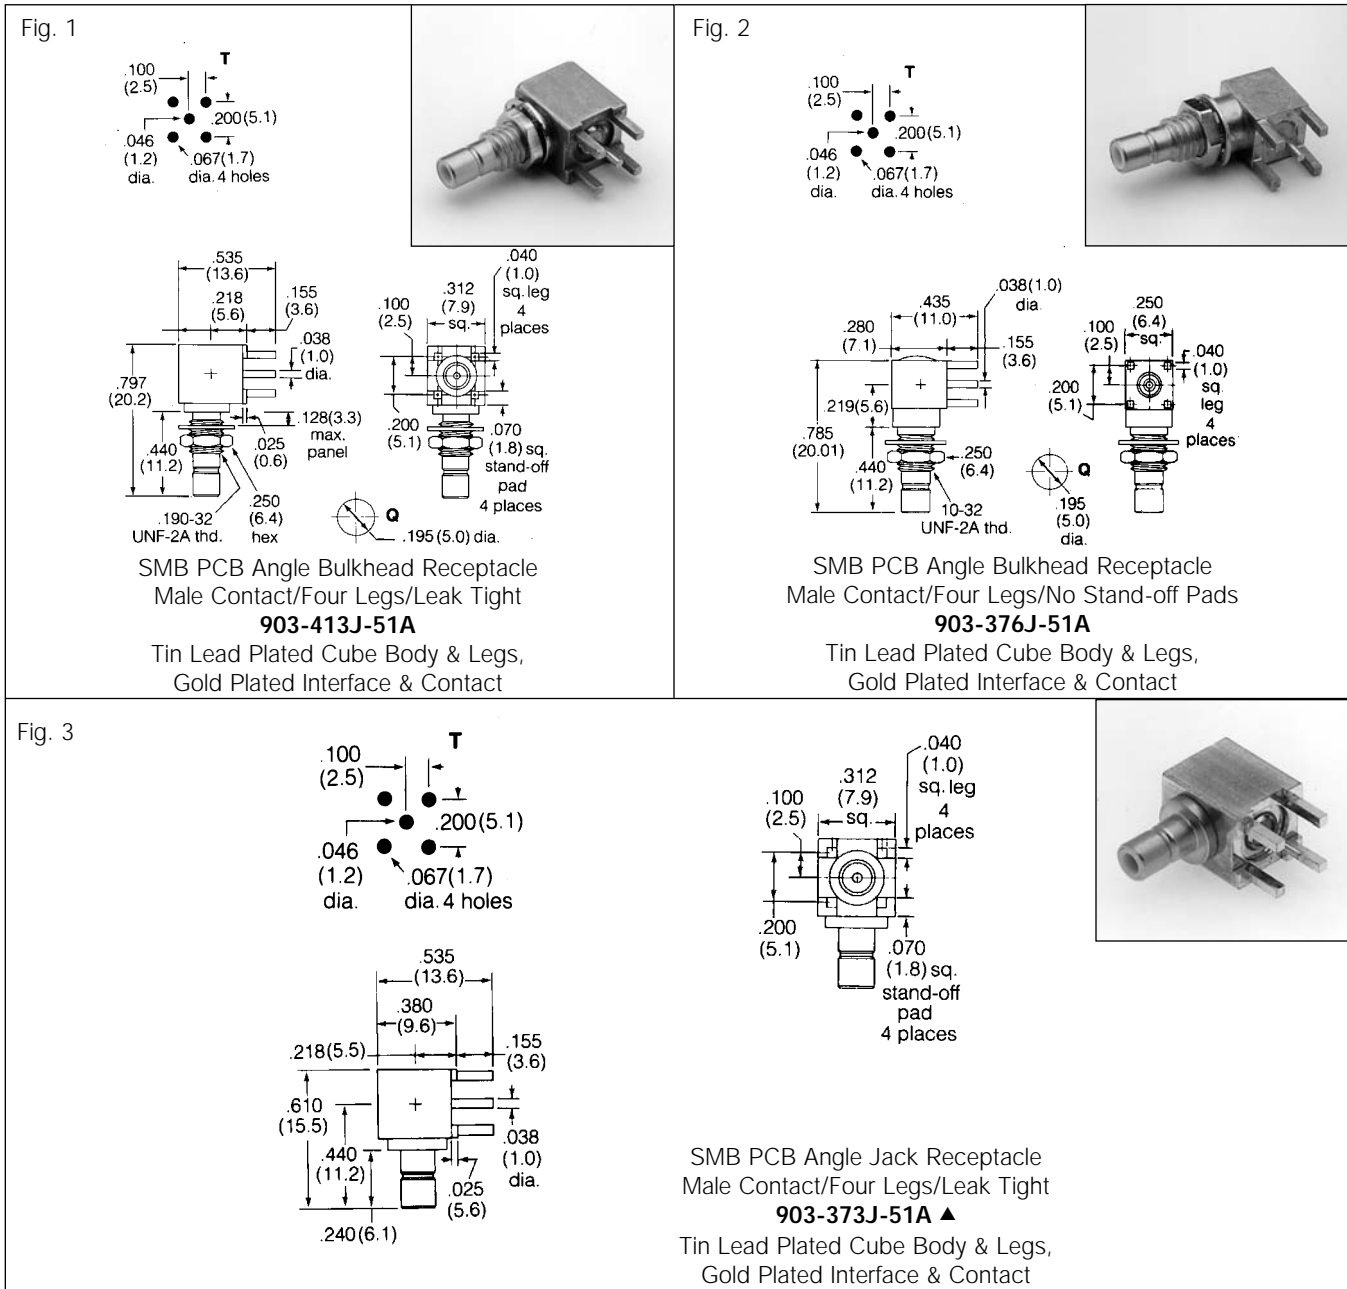 Fig. 1
T
.100
(2.5)
.200(5.1)
.046
(1.2)
dia.
.067(1.7)
dia. 4 holes
.535
(13.6)
.218
(5.6)
.155
(3.6)
.038
(1.0)
dia.
.797
(20.2)
.440
(11.2)
.128(3.3)
max.
panel
.025
(0.6)
.190-32
UNF-2A thd.
.250
(6.4)
hex
.040
(1.0)
sq. leg
4
places
.312
(7.9)
sq.
.100
(2.5)
.200
(5.1)
.070
(1.8) sq.
stand-off
pad
4 places
Q
.195(5.0) dia.
SMB PCB Angle Bulkhead Receptacle
Male Contact/Four Legs/Leak Tight
903-413J-51A
Tin Lead Plated Cube Body & Legs,
Gold Plated Interface & Contact
Fig. 2
T
.100
(2.5)
.200(5.1)
.046
(1.2)
dia.
.067(1.7)
dia. 4 holes
.038(1.0)
dia.
.435
(11.0)
.280
(7.1)
.155
(3.6)
.219(5.6)
.785
(20.01)
.440
(11.2)
.250
(6.4)
10-32
UNF-2A thd.
.250
(6.4)
sq.
.100
(2.5)
.040
(1.0)
sq
leg
4
places
.200
(5.1)
Q
.195
(5.0)
dia.
SMB PCB Angle Bulkhead Receptacle
Male Contact/Four Legs/No Stand-off Pads
903-376J-51A
Tin Lead Plated Cube Body & Legs,
Gold Plated Interface & Contact
Fig. 3
T
.100
(2.5)
.200(5.1)
.046
(1.2)
dia.
.067(1.7)
dia. 4 holes
.535
(13.6)
.380
(9.6)
.218(5.5)
.155
(3.6)
.610
(15.5)
.440
(11.2)
.038
(1.0)
dia.
.025
(5.6)
.240(6.1)
.040
(1.0)
sq. leg
4
places
.312
(7.9)
sq.
.100
(2.5)
.200
(5.1)
.070
(1.8) sq.
stand-off
pad
4 places
SMB PCB Angle Jack Receptacle
Male Contact/Four Legs/Leak Tight
903-373J-51A ▲
Tin Lead Plated Cube Body & Legs,
Gold Plated Interface & Contact